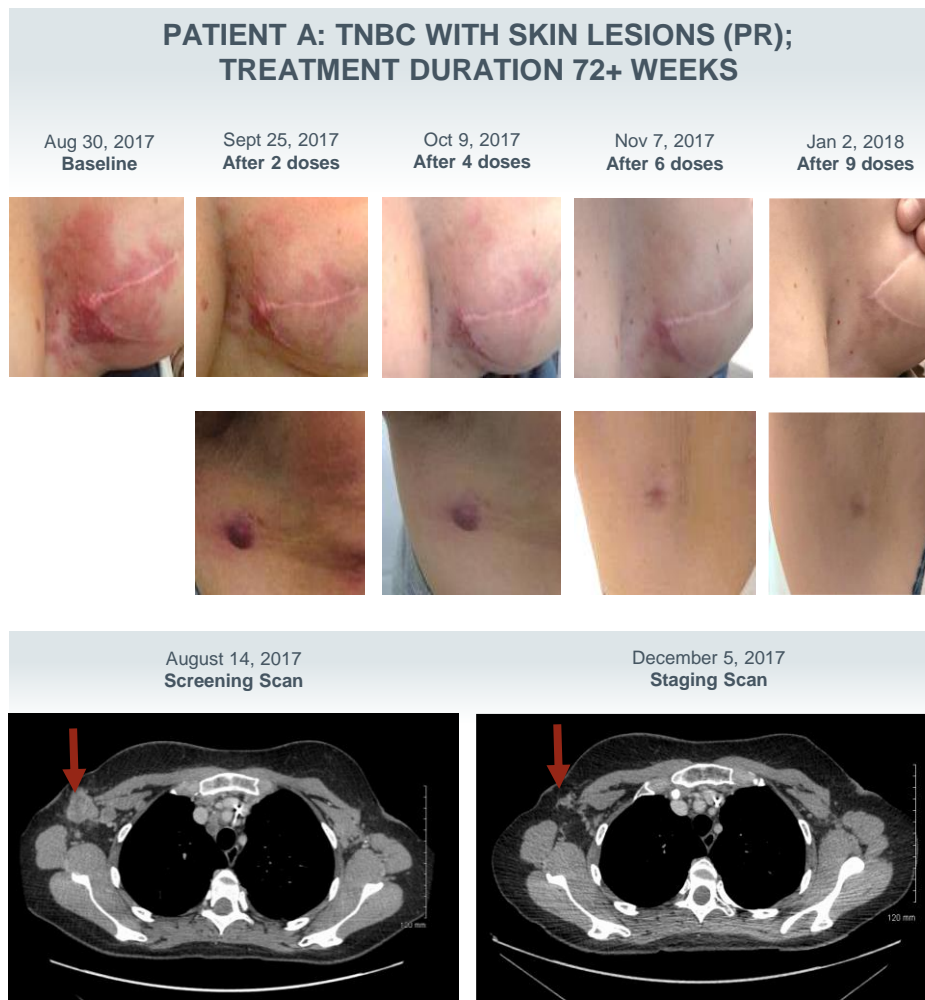 PATIENT A: TNBC WITH SKIN LESIONS (PR);
TREATMENT DURATION 72+ WEEKS
Aug 30, 2017
Baseline
Sept 25, 2017
After 2 doses
Oct 9, 2017
After 4 doses
Nov 7, 2017
After 6 doses
Jan 2, 2018
After 9 doses
August 14, 2017
Screening Scan
December 5, 2017
Staging Scan
120 mm
120 mm